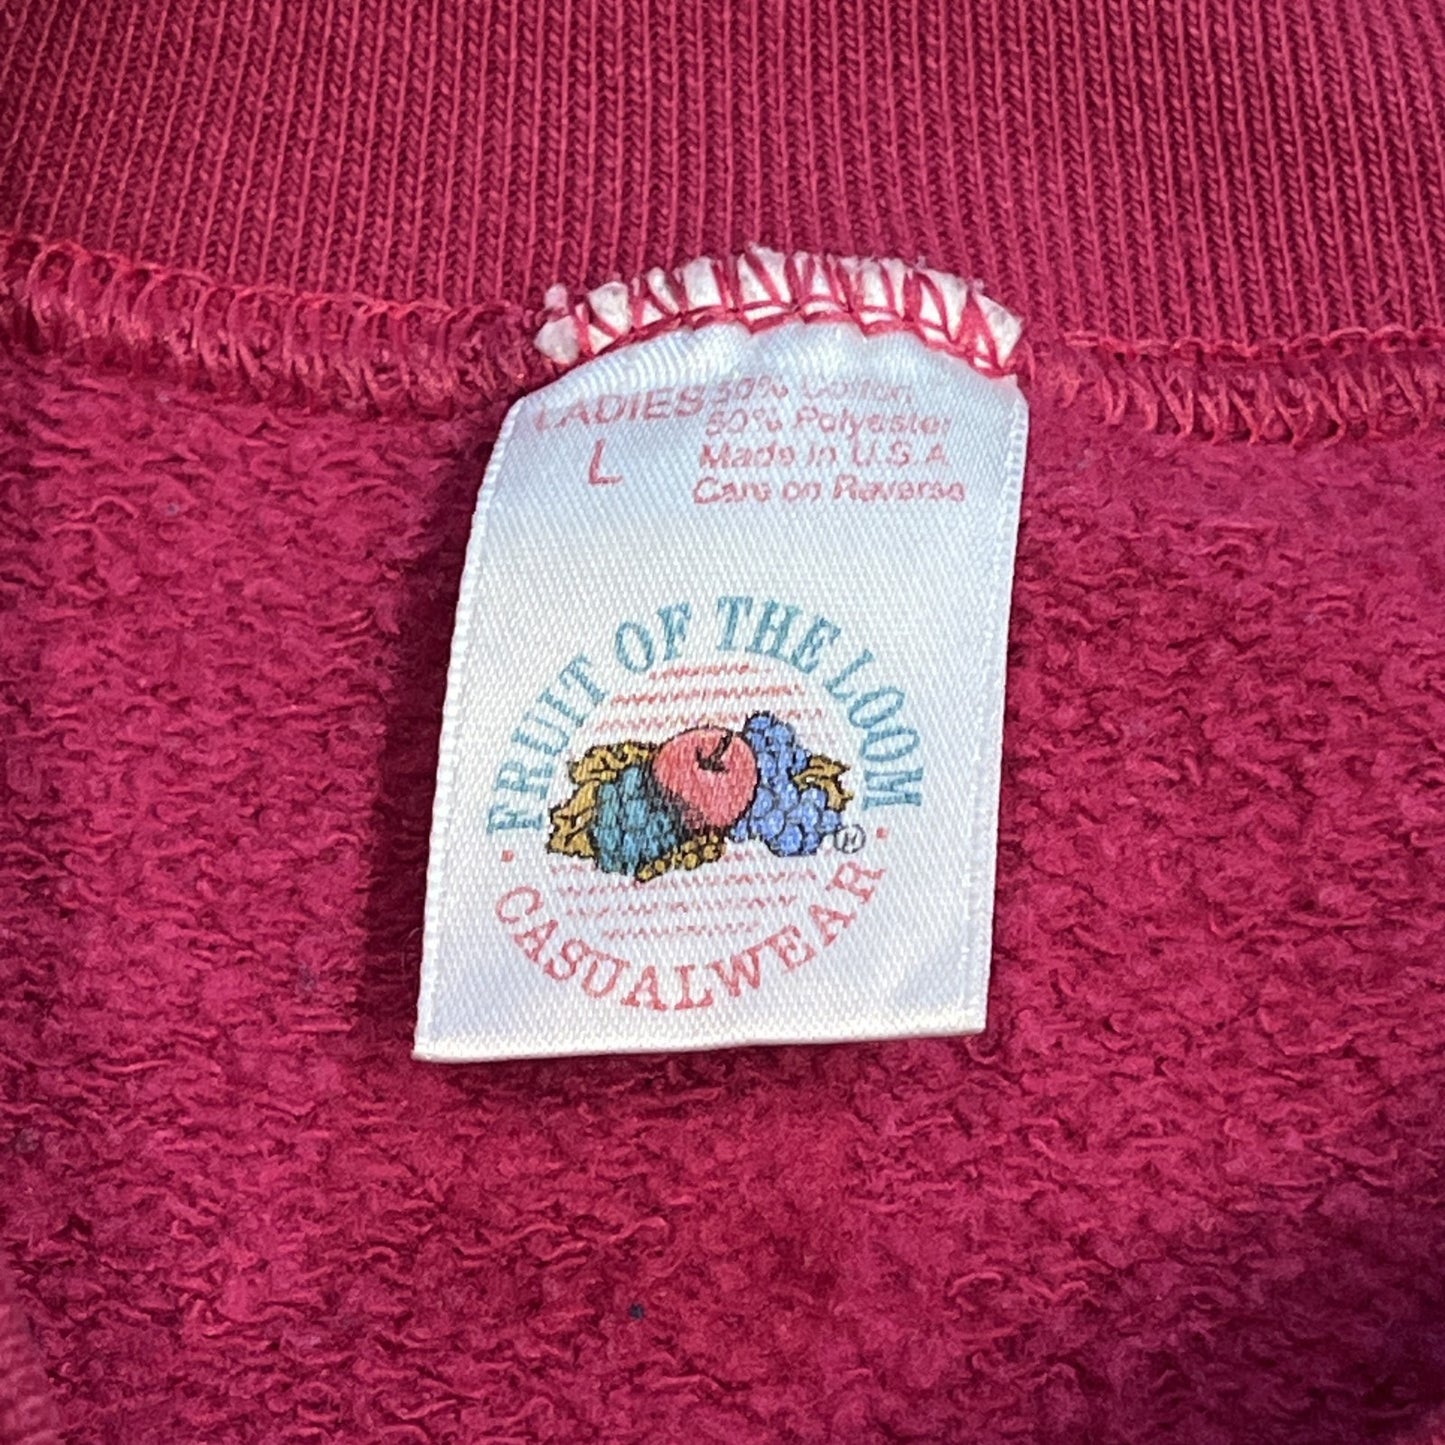 LADIES
L
50% Cotton
50% Polyester
Made in U.S.A
Care on Reverse
FRUIT OF THE LOOM
®
· CASUALWEAR ·